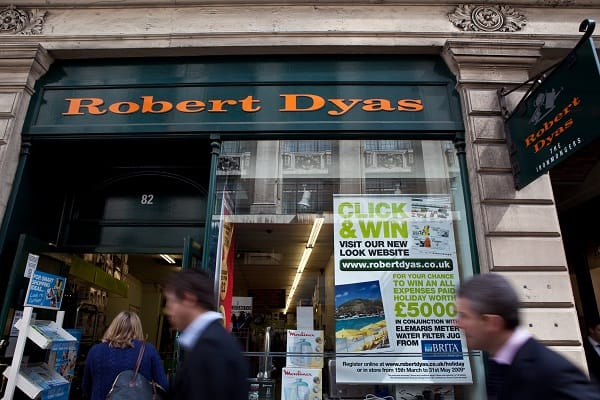 Robert Dyas
82
Robert
Dyas
THE
IRONMONGERS
CLICK
& WIN
VISIT OUR NEW
LOOK WEBSITE
www.robertdyas.co.uk
FOR YOUR CHANCE
TO WIN AN ALL
EXPENSES PAID
HOLIDAY WORTH
£5000
IN CONJUNCTION WITH
ELEMARIS METER
WATER FILTER JUG
FROM
BRITA
Register online at www.robertdyas.co.uk/holiday
or in store from 15th March to 31st May 2009
Moulinex
Moulinex